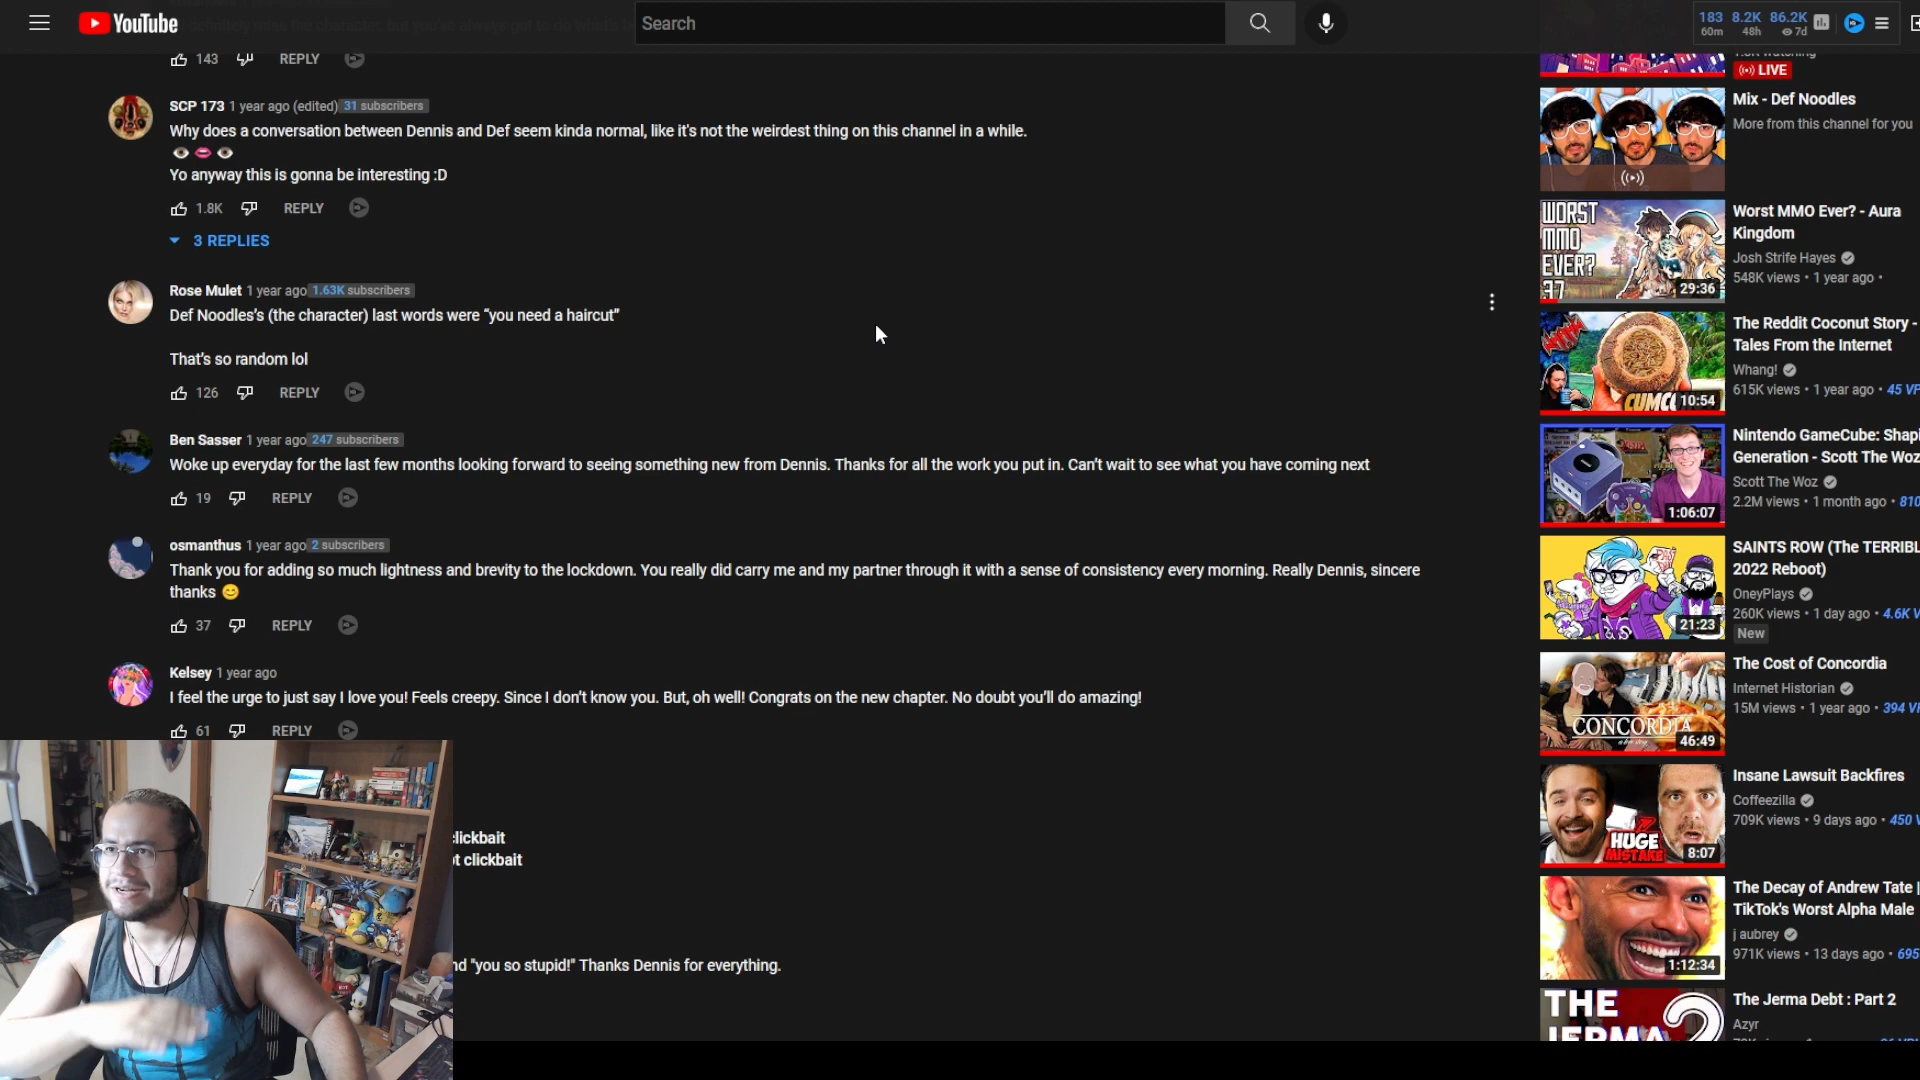 YouTube
Search
183 8.2K 86.2K
60m 48h 7d
143 REPLY
SCP 173 1 year ago (edited) 31 subscribers
Why does a conversation between Dennis and Def seem kinda normal, like it's not the weirdest thing on this channel in a while.
👁️👄👁️
Yo anyway this is gonna be interesting :D
1.8K REPLY
3 REPLIES
Rose Mulet 1 year ago 1.63K subscribers
Def Noodles's (the character) last words were “you need a haircut”
That's so random lol
126 REPLY
Ben Sasser 1 year ago 247 subscribers
Woke up everyday for the last few months looking forward to seeing something new from Dennis. Thanks for all the work you put in. Can't wait to see what you have coming next
19 REPLY
osmanthus 1 year ago 2 subscribers
Thank you for adding so much lightness and brevity to the lockdown. You really did carry me and my partner through it with a sense of consistency every morning. Really Dennis, sincere
thanks 😊
37 REPLY
Kelsey 1 year ago
I feel the urge to just say I love you! Feels creepy. Since I don't know you. But, oh well! Congrats on the new chapter. No doubt you'll do amazing!
61 REPLY
clickbait
clickbait
"you so stupid!" Thanks Dennis for everything.
LIVE
Mix - Def Noodles
More from this channel for you
WORST
MMO
EVER?
37
29:36
Worst MMO Ever? - Aura
Kingdom
Josh Strife Hayes
548K views • 1 year ago •
10:54
The Reddit Coconut Story -
Tales From the Internet
Whang!
615K views • 1 year ago • 45 VP
1:06:07
Nintendo GameCube: Shapi
Generation - Scott The Woz
Scott The Woz
2.2M views • 1 month ago • 810
21:23
SAINTS ROW (The TERRIBL
2022 Reboot)
OneyPlays
260K views • 1 day ago • 4.6K V
New
CONCORDIA
46:49
The Cost of Concordia
Internet Historian
15M views • 1 year ago • 394 VP
HUGE
MISTAKE
8:07
Insane Lawsuit Backfires
Coffeezilla
709K views • 9 days ago • 450 V
1:12:34
The Decay of Andrew Tate |
TikTok's Worst Alpha Male
j aubrey
971K views • 13 days ago • 695
THE
JERMA
The Jerma Debt : Part 2
Azyr